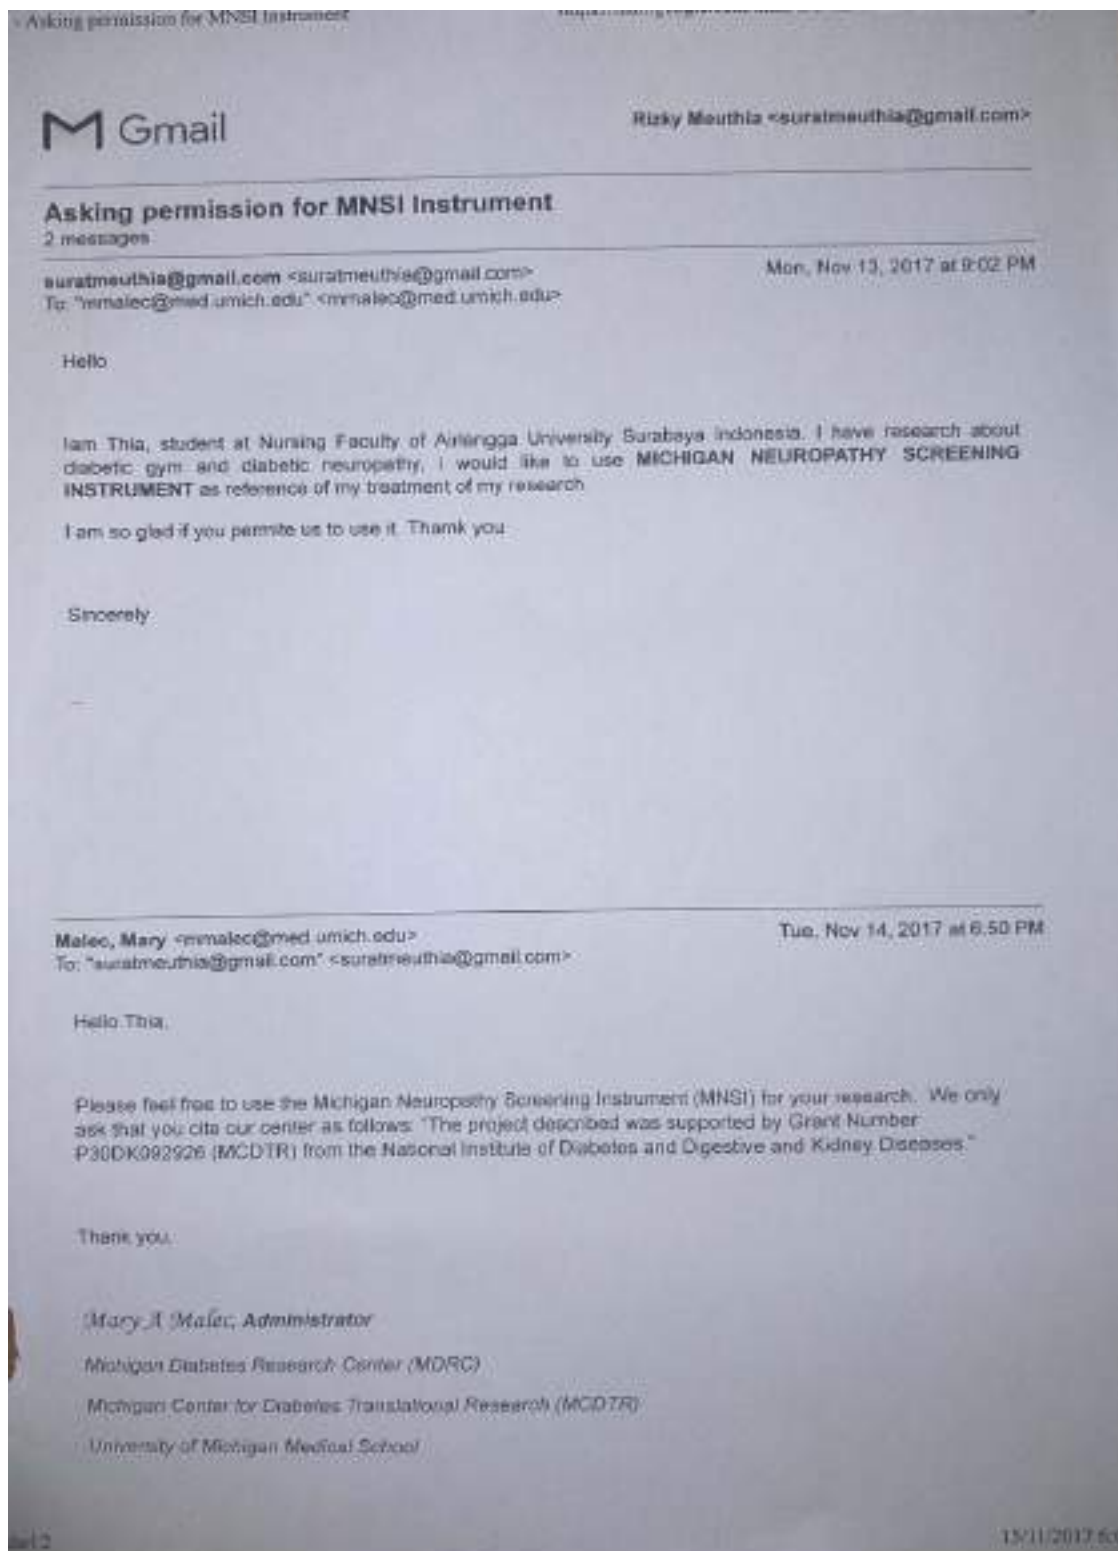 - Asking permission for MNSI Instrument
M Gmail
Rizky Meuthia <suratmeuthia@gmail.com>
Asking permission for MNSI Instrument
2 messages
suratmeuthia@gmail.com <suratmeuthia@gmail.com>
Mon, Nov 13, 2017 at 9:02 PM
To: "mmalec@med.umich.edu" <mmalec@med.umich.edu>
Hello
Iam Thia, student at Nursing Faculty of Airlangga University Surabaya Indonesia. I have research about
diabetic gym and diabetic neuropathy, I would like to use MICHIGAN NEUROPATHY SCREENING
INSTRUMENT as reference of my treatment of my research
I am so glad if you permite us to use it. Thamk you
Sincerely
--
Malec, Mary <mmalec@med.umich.edu>
Tue, Nov 14, 2017 at 6:50 PM
To: "suratmeuthia@gmail.com" <suratmeuthia@gmail.com>
Hello Thia,
Please feel free to use the Michigan Neuropathy Screening Instrument (MNSI) for your research. We only
ask that you cite our center as follows: "The project described was supported by Grant Number
P30DK092926 (MCDTR) from the National Institute of Diabetes and Digestive and Kidney Diseases."
Thank you,
Mary A Malec, Administrator
Michigan Diabetes Research Center (MDRC)
Michigan Center for Diabetes Translational Research (MCDTR)
University of Michigan Medical School
15/11/2017